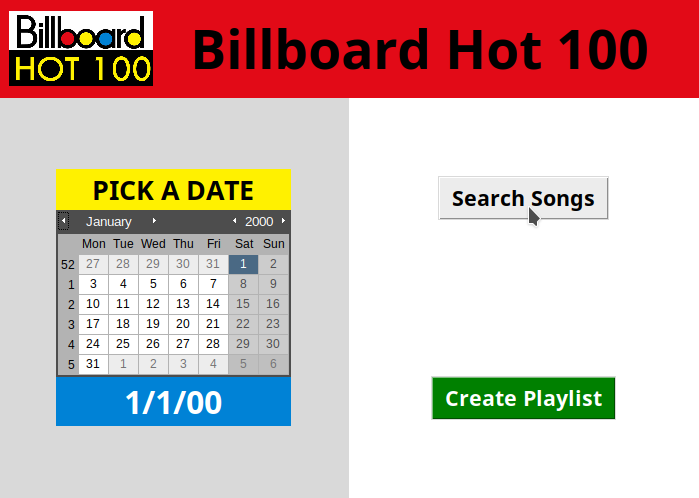 Billboard
HOT 100
Billboard Hot 100
PICK A DATE
January 2000
Mon Tue Wed Thu Fri Sat Sun
52 27 28 29 30 31 1 2
1 3 4 5 6 7 8 9
2 10 11 12 13 14 15 16
3 17 18 19 20 21 22 23
4 24 25 26 27 28 29 30
5 31 1 2 3 4 5 6
1/1/00
Search Songs
Create Playlist